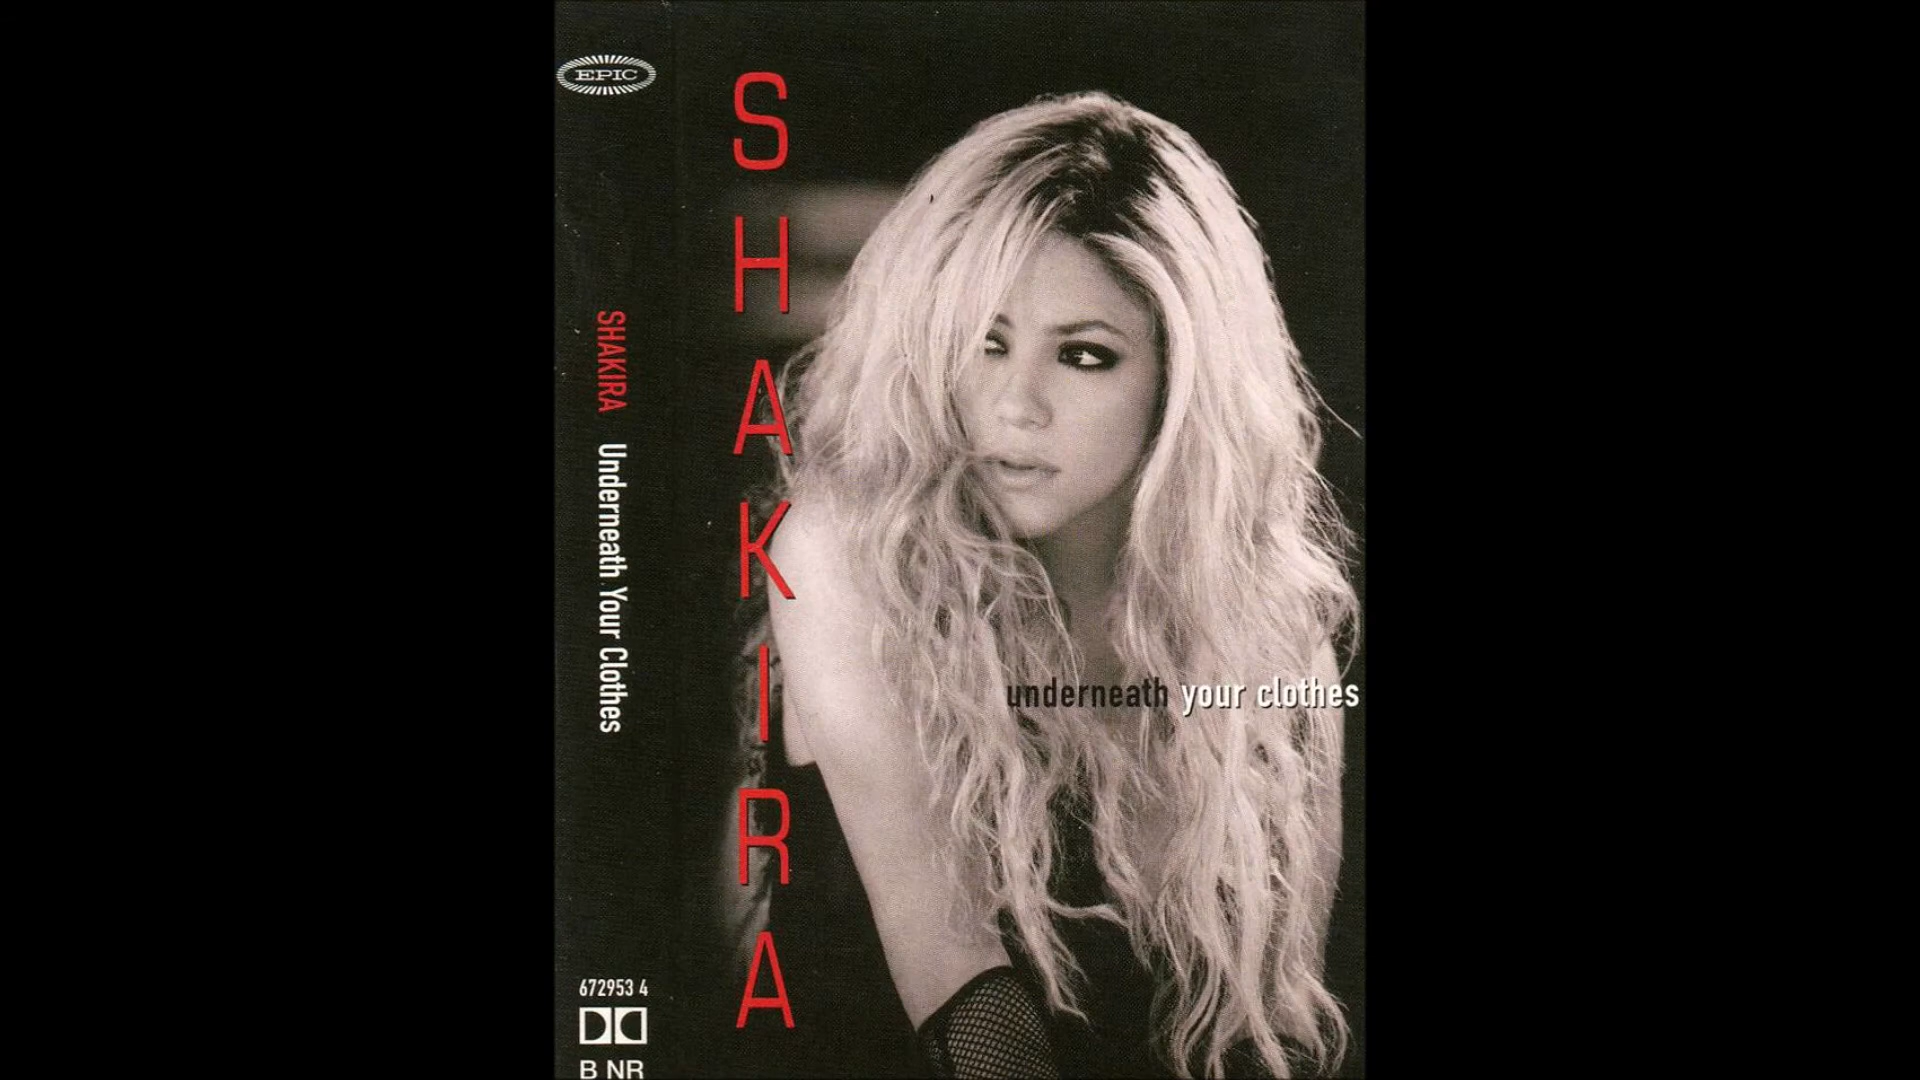 EPIC
SHAKIRA Underneath Your Clothes
672953 4
B NR
SHAKIRA
underneath your clothes